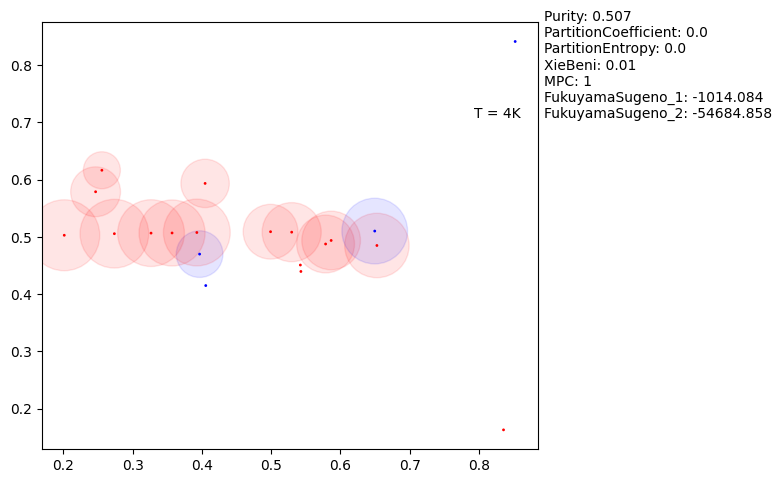 Purity: 0.507
PartitionCoefficient: 0.0
PartitionEntropy: 0.0
XieBeni: 0.01
MPC: 1
FukuyamaSugeno_1: -1014.084
FukuyamaSugeno_2: -54684.858
T = 4K
0.8
0.7
0.6
0.5
0.4
0.3
0.2
0.2 0.3 0.4 0.5 0.6 0.7 0.8